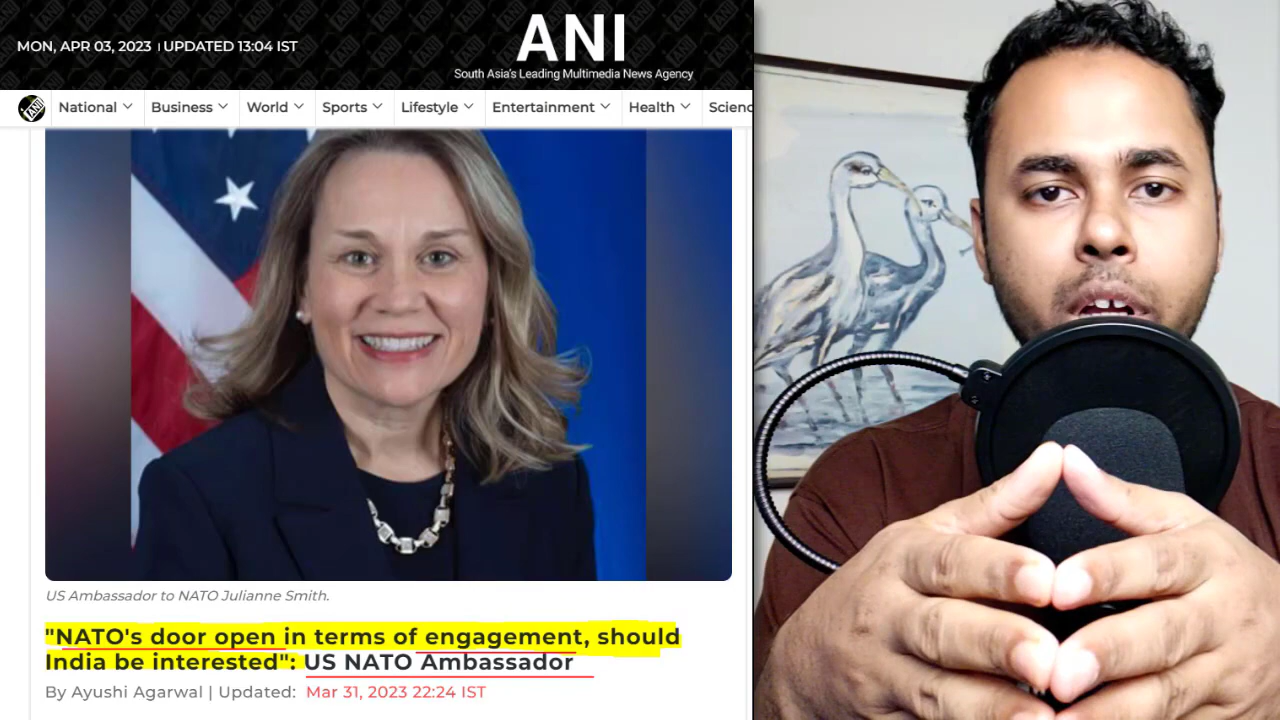 MON, APR 03, 2023 | UPDATED 13:04 IST
ANI
South Asia's Leading Multimedia News Agency
ANI National Business World Sports Lifestyle Entertainment Health Scienc
US Ambassador to NATO Julianne Smith.
"NATO's door open in terms of engagement, should
India be interested": US NATO Ambassador
By Ayushi Agarwal | Updated: Mar 31, 2023 22:24 IST